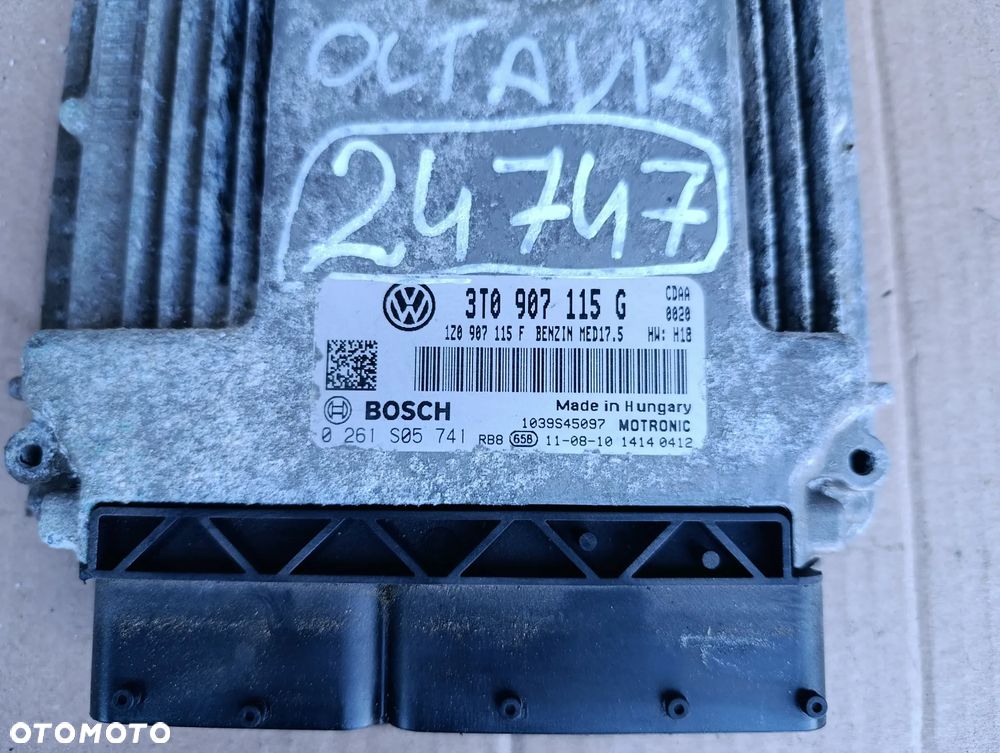 OCTAVIA
24747
3T0 907 115 G CDAA
0020
1Z0 907 115 F BENZIN MED17.5 HW: H18
BOSCH Made in Hungary
1039S45097 MOTRONIC
0 261 S05 741 RB8 658 11-08-10 1414 0412
OTOMOTO